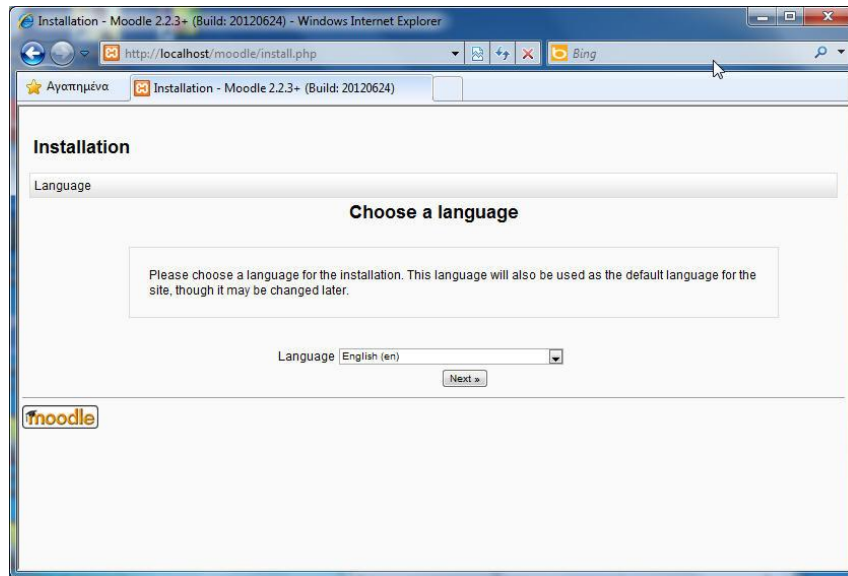 Installation - Moodle 2.2.3+ (Build: 20120624) - Windows Internet Explorer
http://localhost/moodle/install.php
Bing
Αγαπημένα
Installation - Moodle 2.2.3+ (Build: 20120624)
Installation
Language
Choose a language
Please choose a language for the installation. This language will also be used as the default language for the
site, though it may be changed later.
Language English (en)
Next »
moodle